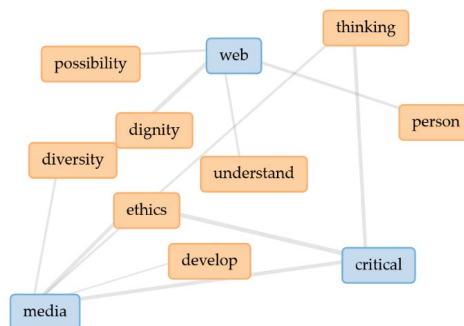 thinking
web
possibility
person
dignity
diversity
understand
ethics
develop
critical
media